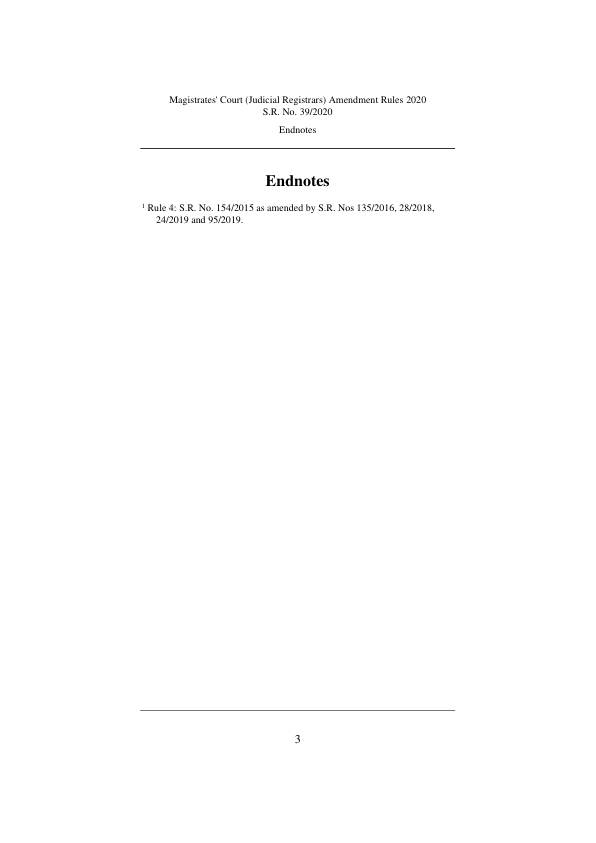 Magistrates' Court (Judicial Registrars) Amendment Rules 2020
S.R. No. 39/2020
Endnotes
Endnotes
1 Rule 4: S.R. No. 154/2015 as amended by S.R. Nos 135/2016, 28/2018,
24/2019 and 95/2019.
3